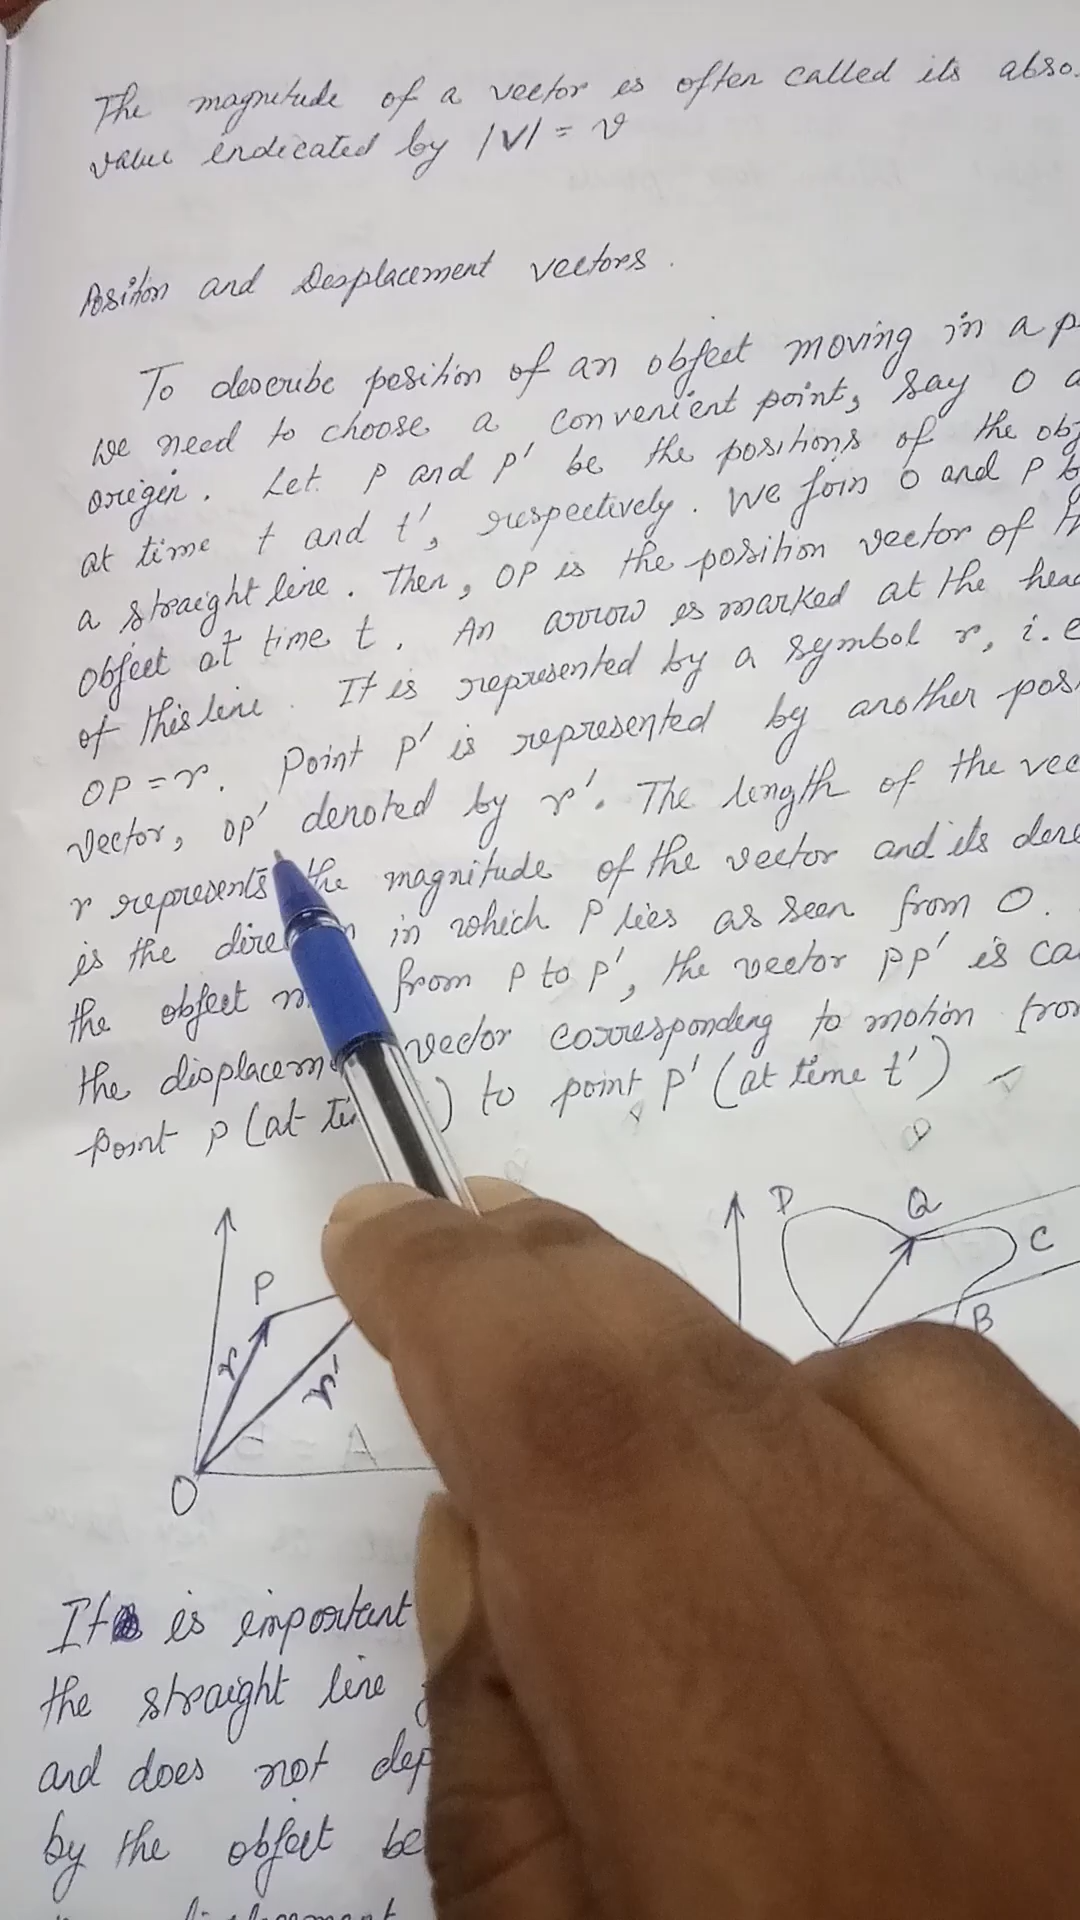 The magnitude of a vector is often called its abso
value indicated by |V| = v
Position and Displacement vectors.
To describe position of an object moving in a p
we need to choose a convenient point, say O a
origin. Let P and P' be the positions of the obj
at time t and t', respectively. We join O and P by
a straight line. Then, OP is the position vector of th
object at time t. An arrow is marked at the head
of this line. It is represented by a symbol r, i.e
OP = r. Point P' is represented by another posi
vector, OP' denoted by r'. The length of the vec
r represents the magnitude of the vector and its dire
is the dire n in which P lies as seen from O.
the object m from P to P', the vector PP' is ca
the displacem vector corresponding to motion from
point P (at ti ) to point P' (at time t')
P
r
r'
O
D
Q
C
B
It is important
the straight line
and does not dep
by the object be
displacement